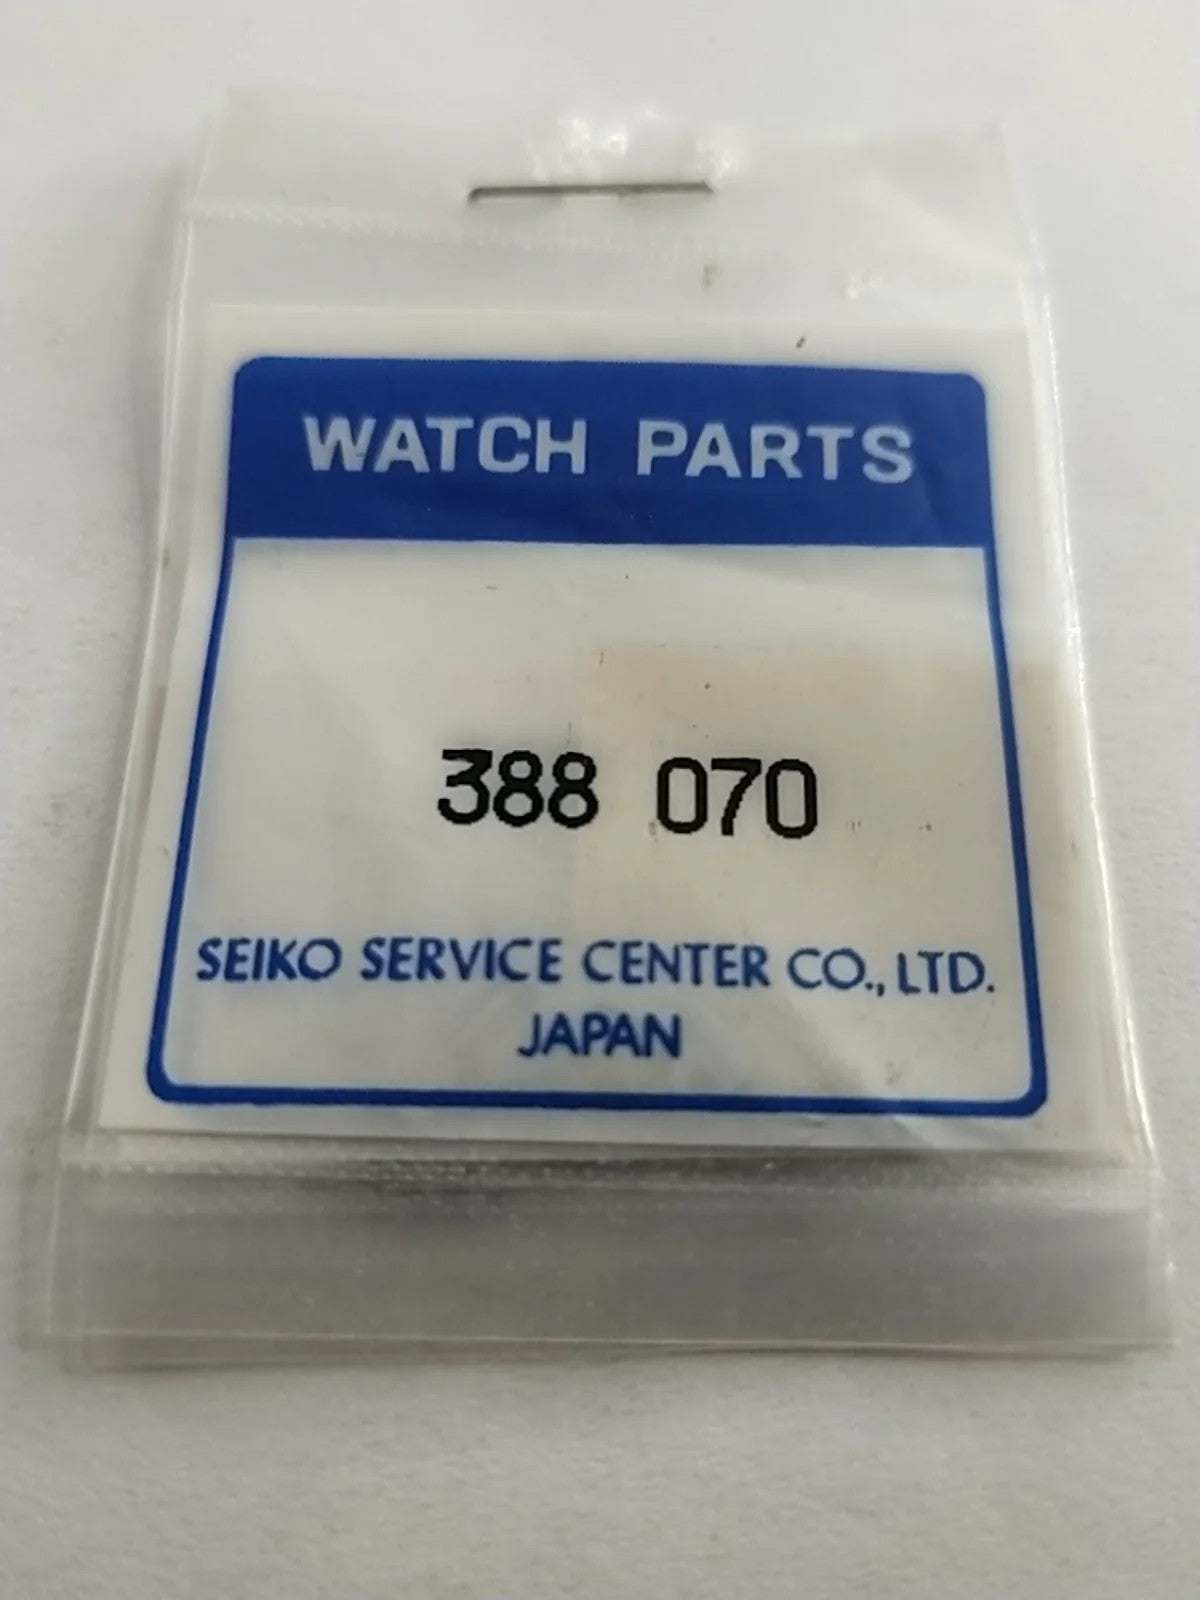 WATCH PARTS
388 070
SEIKO SERVICE CENTER CO., LTD.
JAPAN